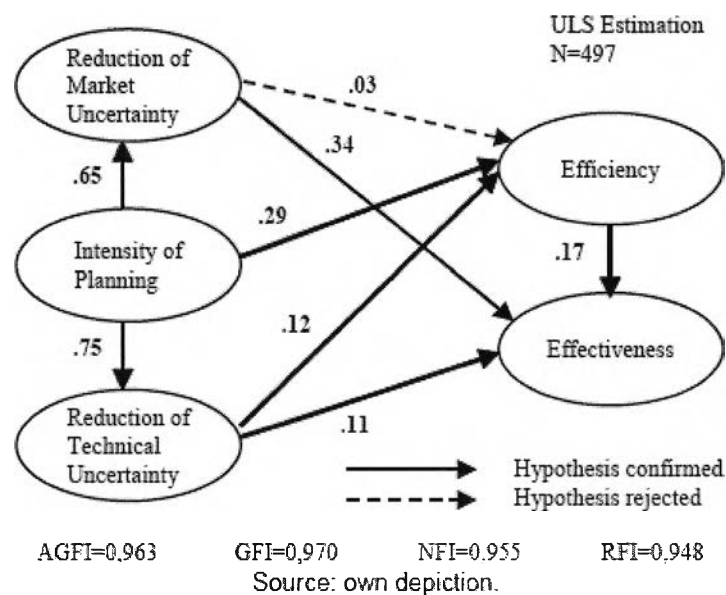 ULS Estimation
N=497
Reduction of
Market
Uncertainty
.03
.34
Efficiency
.65
.29
Intensity of
Planning
.17
.12
.75
Effectiveness
Reduction of
Technical
Uncertainty
.11
Hypothesis confirmed
Hypothesis rejected
AGFI=0.963 GFI=0,970 NFI=0.955 RFI=0.948
Source: own depiction.